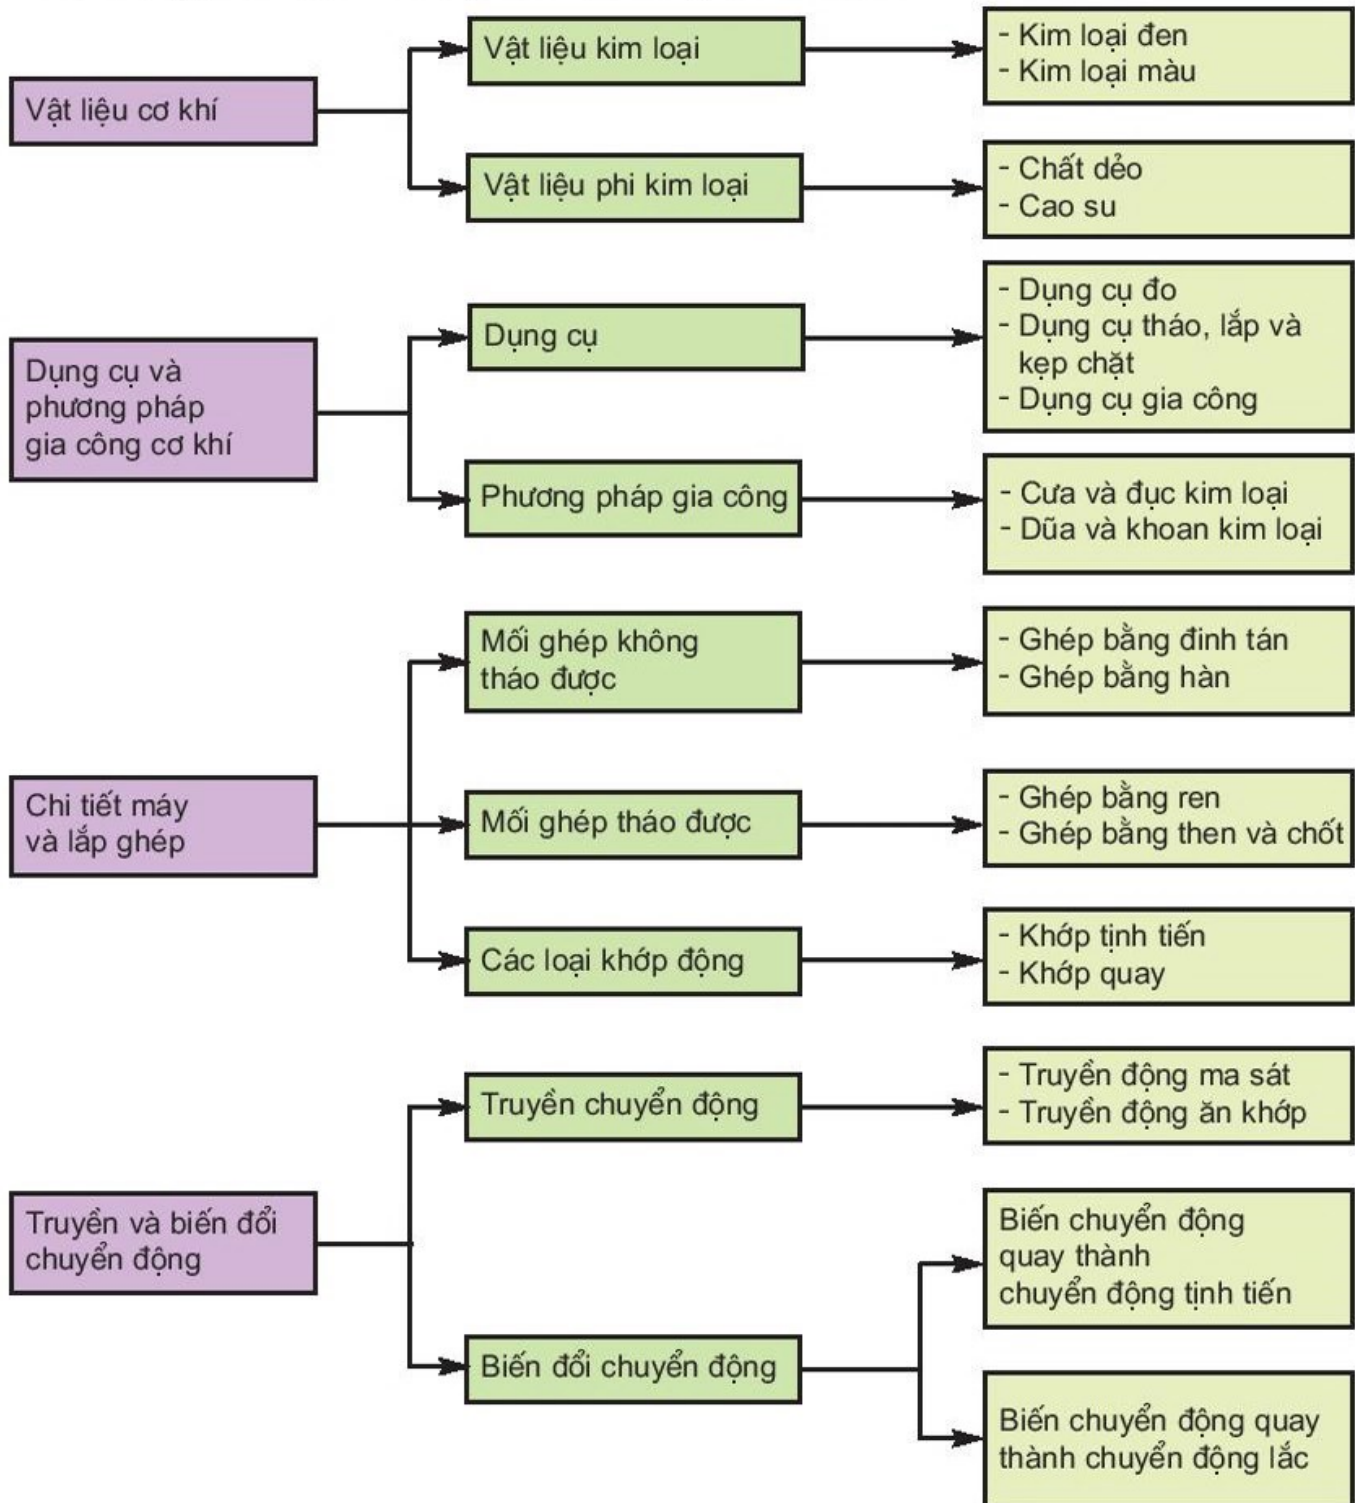 Vật liệu cơ khí
Vật liệu kim loại
- Kim loại đen
- Kim loại màu
Vật liệu phi kim loại
- Chất dẻo
- Cao su
Dụng cụ và
phương pháp
gia công cơ khí
Dụng cụ
- Dụng cụ đo
- Dụng cụ tháo, lắp và
kẹp chặt
- Dụng cụ gia công
Phương pháp gia công
- Cưa và đục kim loại
- Dũa và khoan kim loại
Chi tiết máy
và lắp ghép
Mối ghép không
tháo được
- Ghép bằng đinh tán
- Ghép bằng hàn
Mối ghép tháo được
- Ghép bằng ren
- Ghép bằng then và chốt
Các loại khớp động
- Khớp tịnh tiến
- Khớp quay
Truyền và biến đổi
chuyển động
Truyền chuyển động
- Truyền động ma sát
- Truyền động ăn khớp
Biến đổi chuyển động
Biến chuyển động
quay thành
chuyển động tịnh tiến
Biến chuyển động quay
thành chuyển động lắc